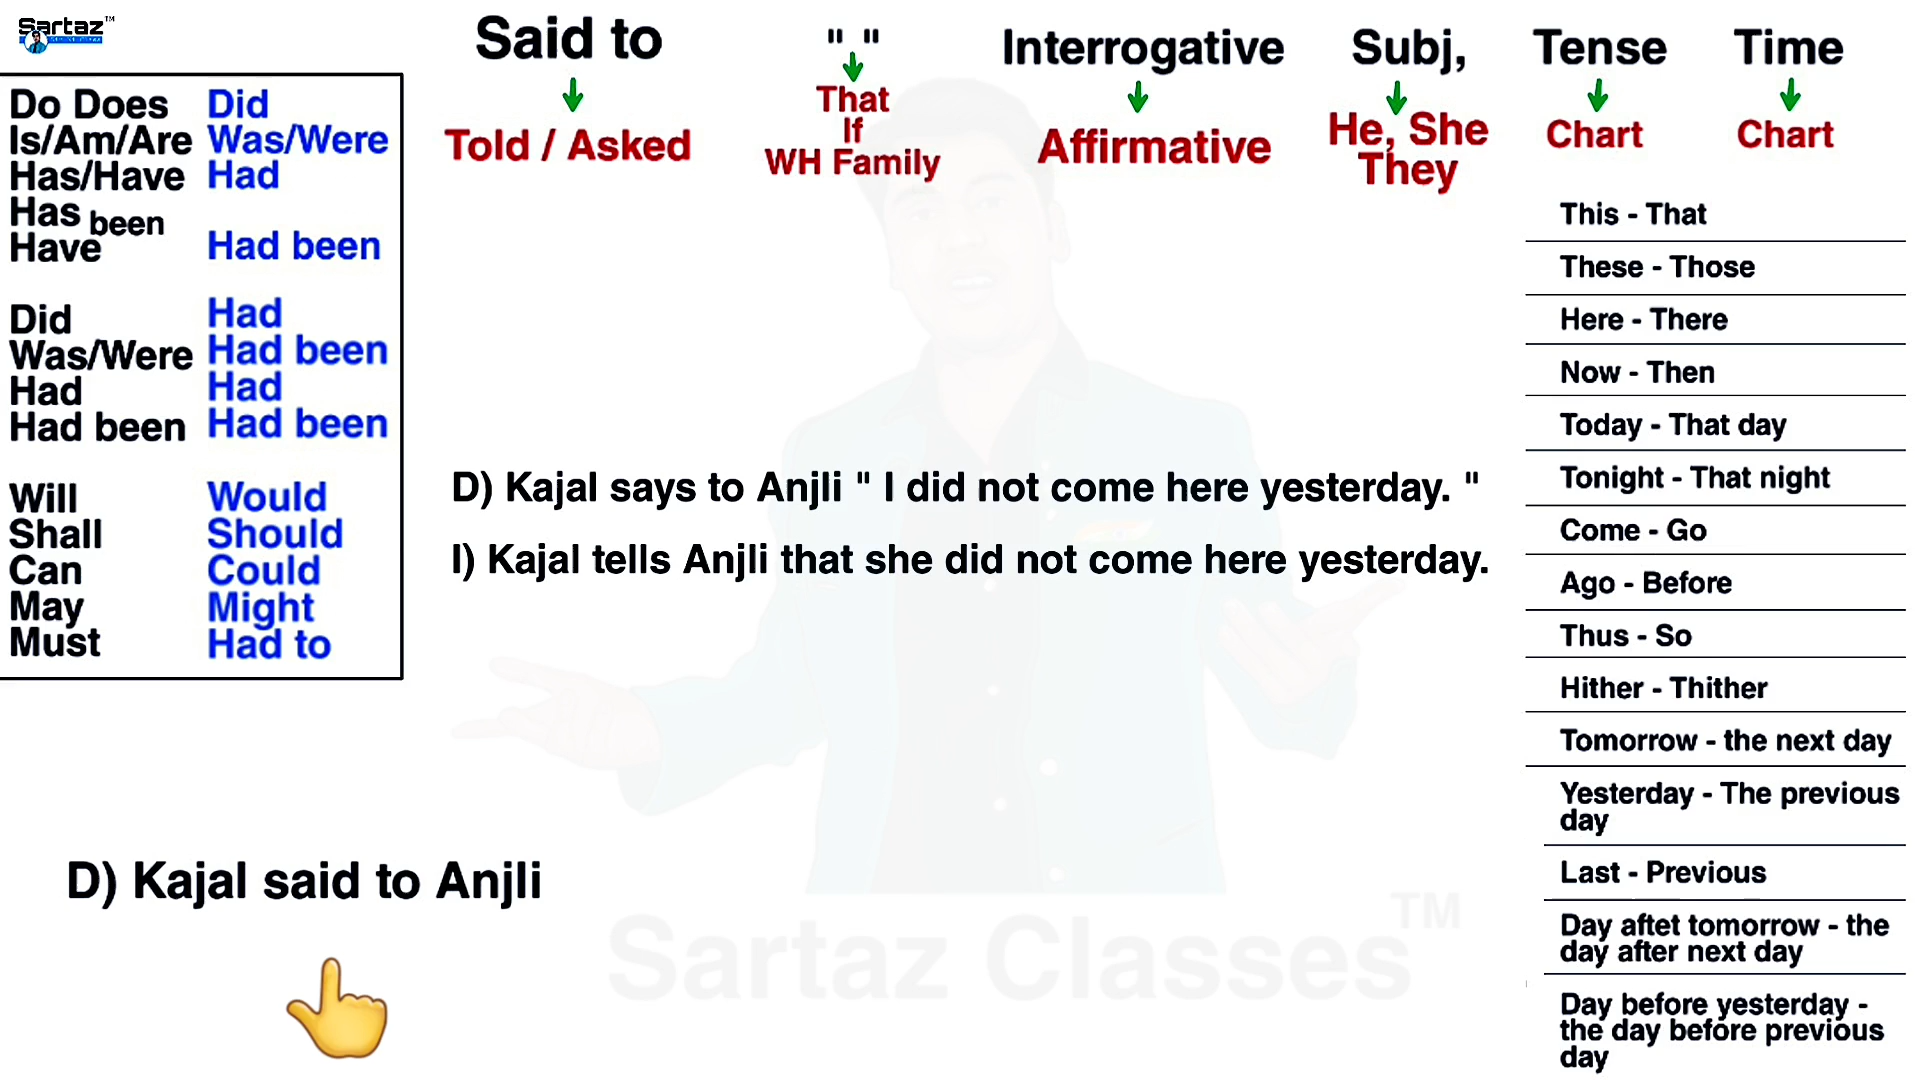 Sartaz™
Said to
" "
Interrogative
Subj,
Tense
Time
Told / Asked
That
If
WH Family
Affirmative
He, She
They
Chart
Chart
Do Does Did
Is/Am/Are Was/Were
Has/Have Had
Has been
Have Had been
Did Had
Was/Were Had been
Had Had
Had been Had been
Will Would
Shall Should
Can Could
May Might
Must Had to
D) Kajal says to Anjli " I did not come here yesterday. "
I) Kajal tells Anjli that she did not come here yesterday.
D) Kajal said to Anjli
This - That
These - Those
Here - There
Now - Then
Today - That day
Tonight - That night
Come - Go
Ago - Before
Thus - So
Hither - Thither
Tomorrow - the next day
Yesterday - The previous
day
Last - Previous
Day aftet tomorrow - the
day after next day
Day before yesterday -
the day before previous
day
Sartaz Classes™